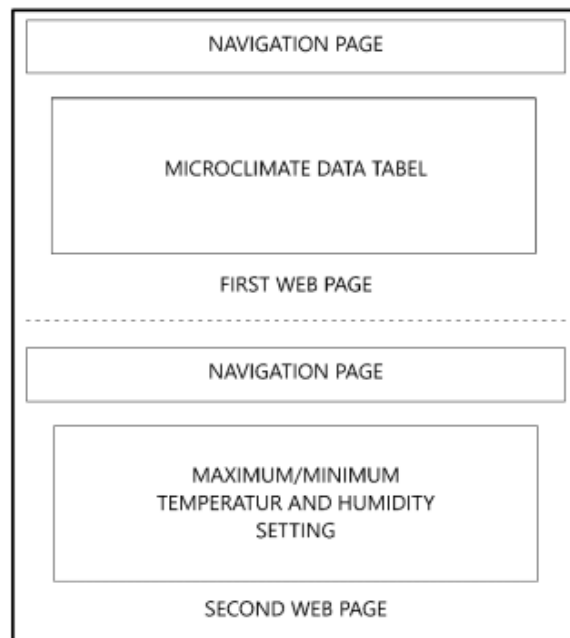 NAVIGATION PAGE
MICROCLIMATE DATA TABEL
FIRST WEB PAGE
NAVIGATION PAGE
MAXIMUM/MINIMUM
TEMPERATUR AND HUMIDITY
SETTING
SECOND WEB PAGE